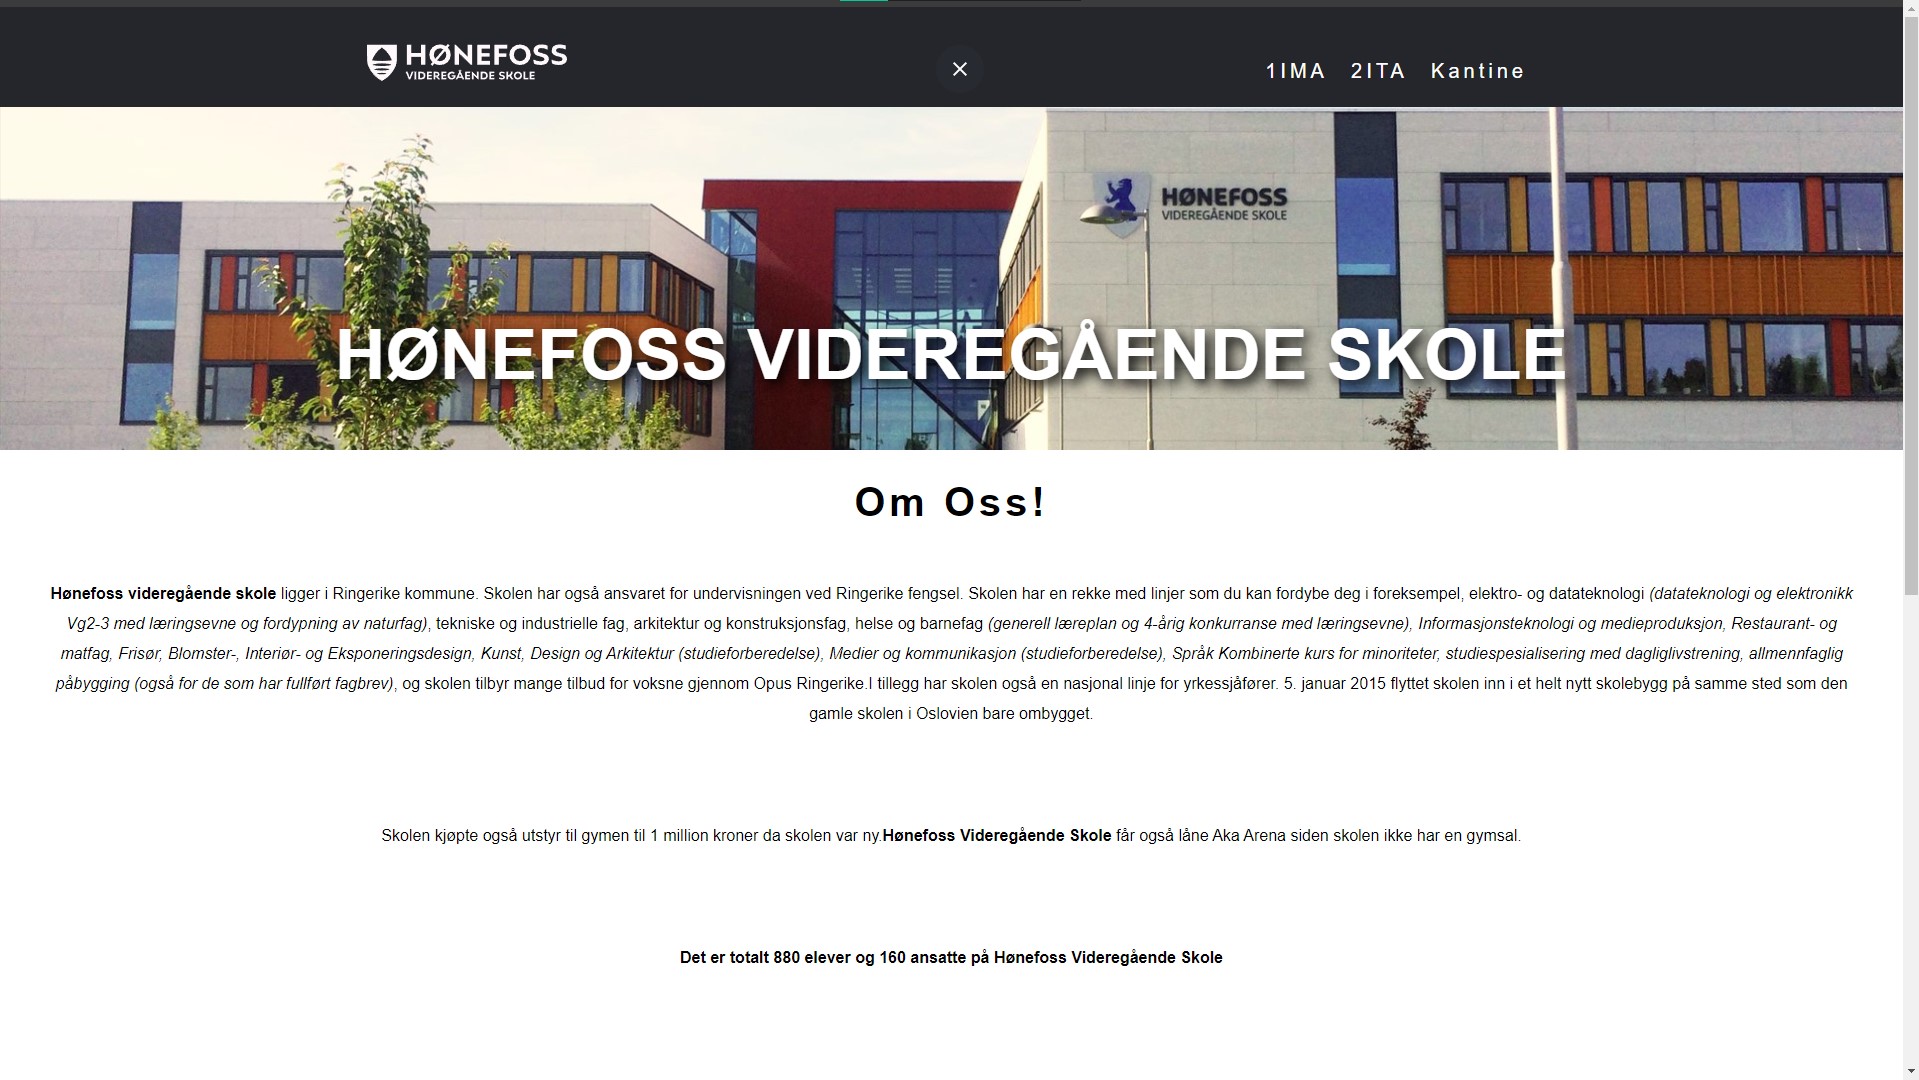 HØNEFOSS
VIDEREGÅENDE SKOLE
1IMA 2ITA Kantine
HØNEFOSS
VIDEREGÅENDE SKOLE
HØNEFOSS VIDEREGÅENDE SKOLE
Om Oss!
Hønefoss videregående skole ligger i Ringerike kommune. Skolen har også ansvaret for undervisningen ved Ringerike fengsel. Skolen har en rekke med linjer som du kan fordybe deg i foreksempel, elektro- og datateknologi (datateknologi og elektronikk
Vg2-3 med læringsevne og fordypning av naturfag), tekniske og industrielle fag, arkitektur og konstruksjonsfag, helse og barnefag (generell læreplan og 4-årig konkurranse med læringsevne), Informasjonsteknologi og medieproduksjon, Restaurant- og
matfag, Frisør, Blomster-, Interiør- og Eksponeringsdesign, Kunst, Design og Arkitektur (studieforberedelse), Medier og kommunikasjon (studieforberedelse), Språk Kombinerte kurs for minoriteter, studiespesialisering med dagliglivstrening, allmennfaglig
påbygging (også for de som har fullført fagbrev), og skolen tilbyr mange tilbud for voksne gjennom Opus Ringerike.I tillegg har skolen også en nasjonal linje for yrkessjåfører. 5. januar 2015 flyttet skolen inn i et helt nytt skolebygg på samme sted som den
gamle skolen i Oslovien bare ombygget.
Skolen kjøpte også utstyr til gymen til 1 million kroner da skolen var ny.Hønefoss Videregående Skole får også låne Aka Arena siden skolen ikke har en gymsal.
Det er totalt 880 elever og 160 ansatte på Hønefoss Videregående Skole